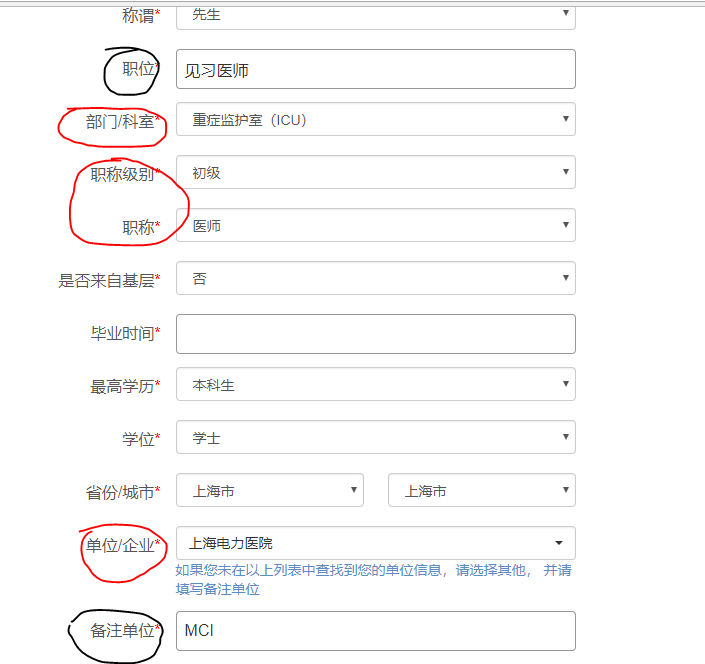 称谓* 先生
职位* 见习医师
部门/科室* 重症监护室（ICU）
职称级别* 初级
职称* 医师
是否来自基层* 否
毕业时间*
最高学历* 本科生
学位* 学士
省份/城市* 上海市 上海市
单位/企业* 上海电力医院
如果您未在以上列表中查找到您的单位信息，请选择其他， 并请
填写备注单位
备注单位* MCI